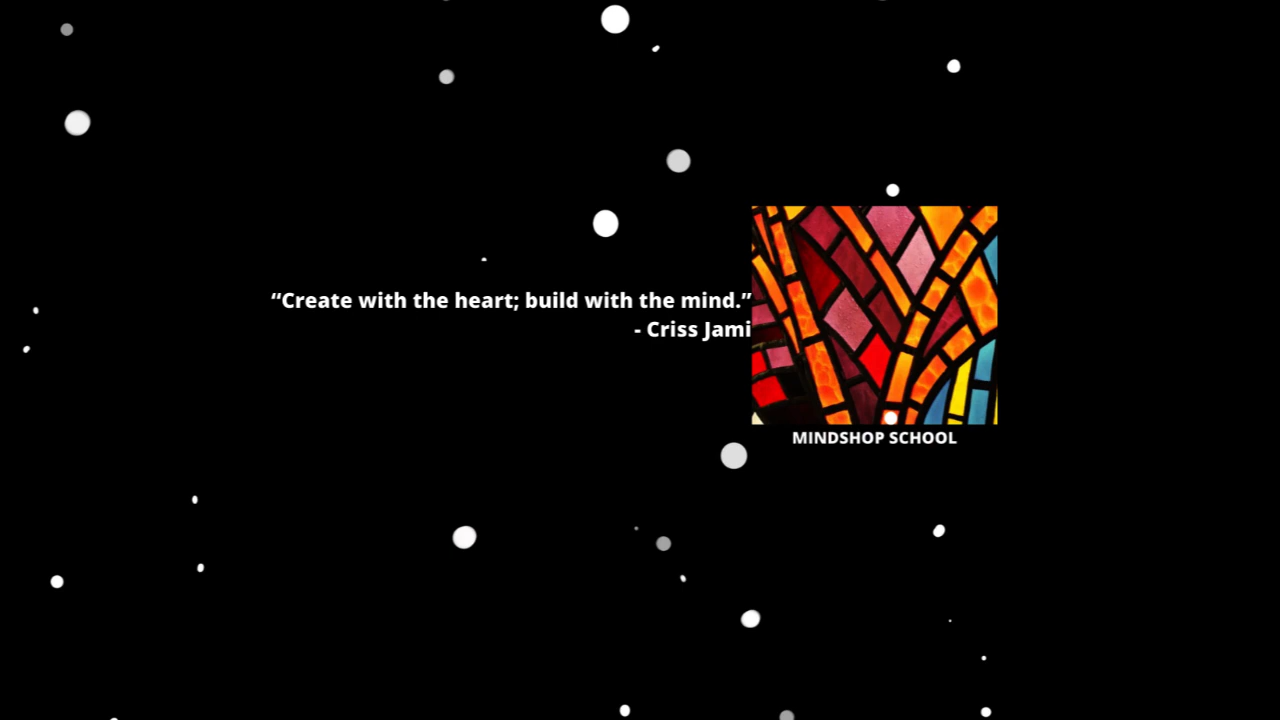 “Create with the heart; build with the mind.”
- Criss Jami
MINDSHOP SCHOOL